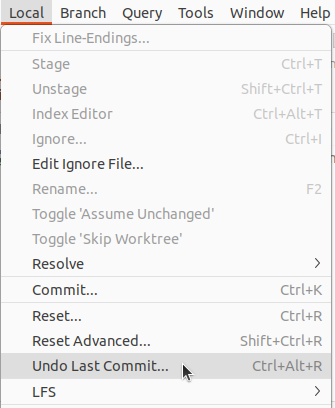 Local Branch Query Tools Window Help
Fix Line-Endings...
Stage Ctrl+T
Unstage Shift+Ctrl+T
Index Editor Ctrl+Alt+T
Ignore... Ctrl+I
Edit Ignore File...
Rename... F2
Toggle 'Assume Unchanged'
Toggle 'Skip Worktree'
Resolve
Commit... Ctrl+K
Reset... Ctrl+R
Reset Advanced... Shift+Ctrl+R
Undo Last Commit... Ctrl+Alt+R
LFS